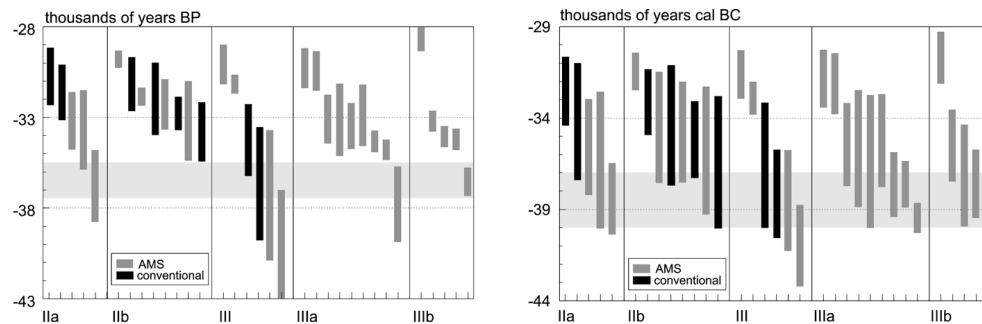 thousands of years BP
-28
-33
-38
-43
AMS
conventional
IIa IIb III IIIa IIIb
thousands of years cal BC
-29
-34
-39
-44
AMS
conventional
IIa IIb III IIIa IIIb